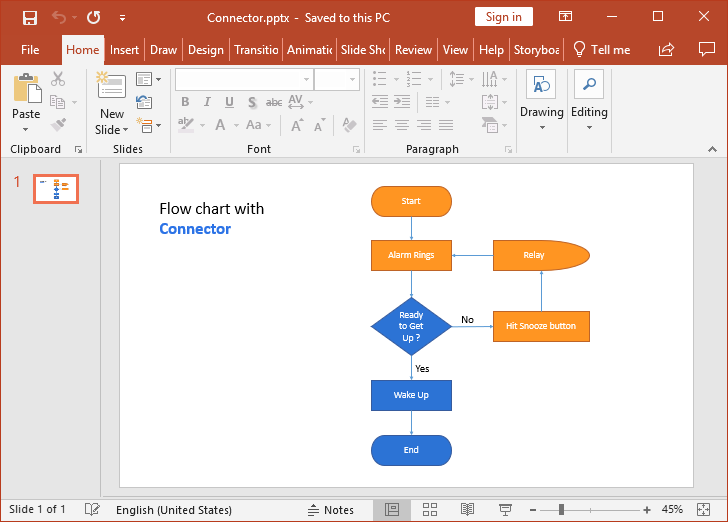 Connector.pptx - Saved to this PC
Sign in
File Home Insert Draw Design Transitio Animatic Slide Sho Review View Help Storyboa Tell me
Paste
New
Slide
Drawing
Editing
B I U S abc AV
A Aa A A
Clipboard Slides Font Paragraph
1
Flow chart with
Connector
Start
Alarm Rings
Relay
Ready
to Get
Up ?
No
Hit Snooze button
Yes
Wake Up
End
Slide 1 of 1 English (United States) Notes 45%